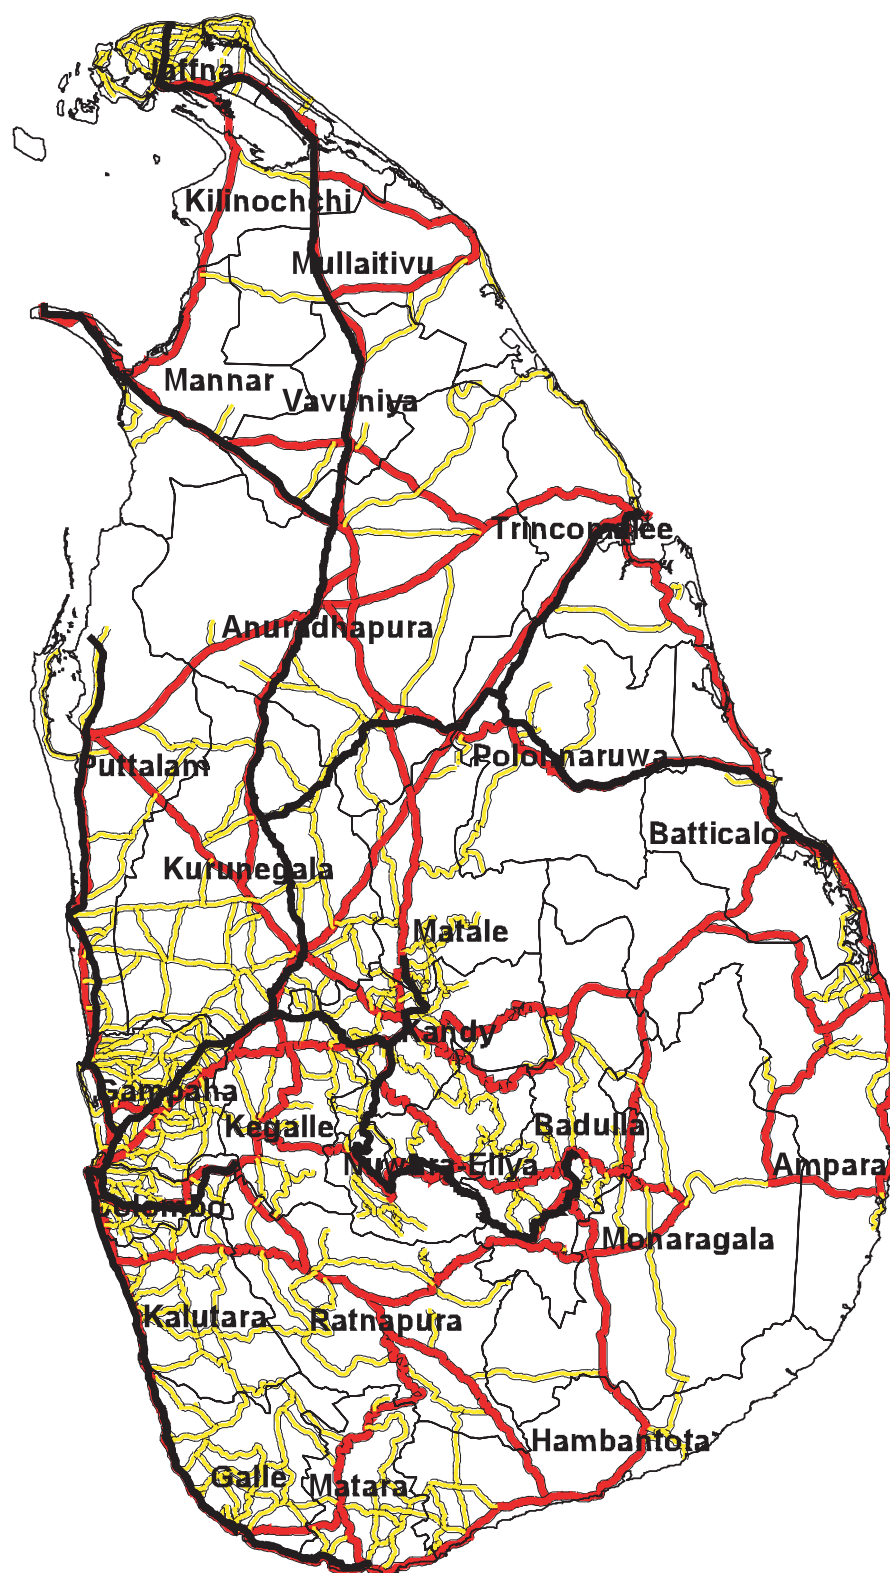 Jaffna
Kilinochchi
Mullaitivu
Mannar
Vavuniya
Trincomalee
Anuradhapura
Polonnaruwa
Puttalam
Batticaloa
Kurunegala
Matale
Kandy
Gampaha
Kegalle
Badulla
Nuwara-Eliya
Ampara
Colombo
Monaragala
Kalutara
Ratnapura
Hambantota
Galle
Matara